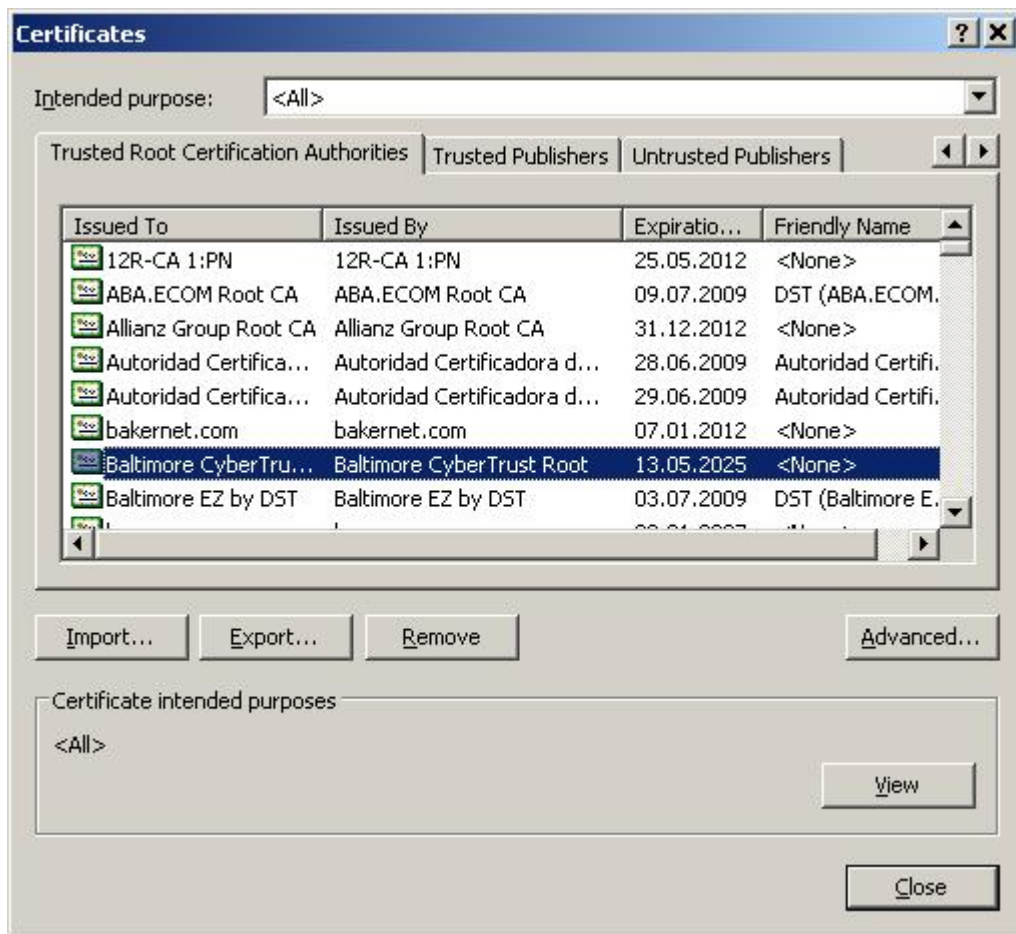 Certificates
Intended purpose: <All>
Trusted Root Certification Authorities Trusted Publishers Untrusted Publishers
Issued To Issued By Expiratio... Friendly Name
12R-CA 1:PN 12R-CA 1:PN 25.05.2012 <None>
ABA.ECOM Root CA ABA.ECOM Root CA 09.07.2009 DST (ABA.ECOM.
Allianz Group Root CA Allianz Group Root CA 31.12.2012 <None>
Autoridad Certifica... Autoridad Certificadora d... 28.06.2009 Autoridad Certifi.
Autoridad Certifica... Autoridad Certificadora d... 29.06.2009 Autoridad Certifi.
bakernet.com bakernet.com 07.01.2012 <None>
Baltimore CyberTru... Baltimore CyberTrust Root 13.05.2025 <None>
Baltimore EZ by DST Baltimore EZ by DST 03.07.2009 DST (Baltimore E.
Import... Export... Remove Advanced...
Certificate intended purposes
<All>
View
Close